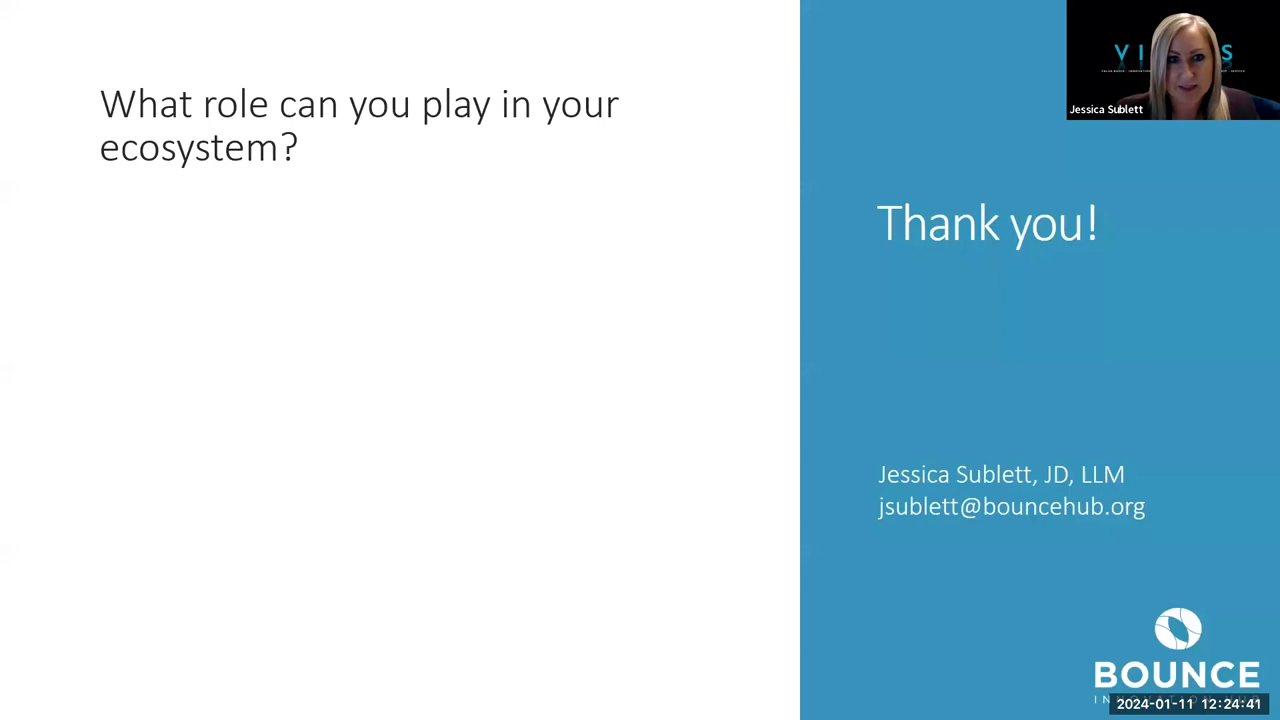 What role can you play in your
ecosystem?
VI S
Jessica Sublett
Thank you!
Jessica Sublett, JD, LLM
jsublett@bouncehub.org
BOUNCE
2024-01-11 12:24:41